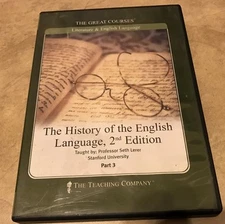 THE GREAT COURSES
Literature & English Language
The History of the English
Language, 2nd Edition
Taught by: Professor Seth Lerer
Stanford University
Part 3
THE TEACHING COMPANY